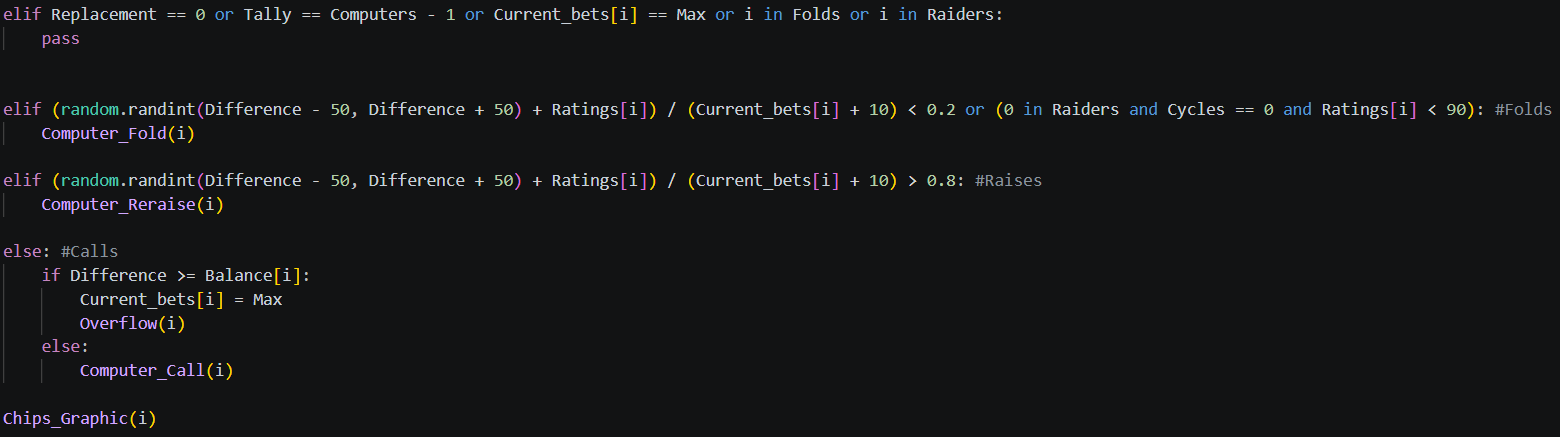 elif Replacement == 0 or Tally == Computers - 1 or Current_bets[i] == Max or i in Folds or i in Raiders:
    pass
elif (random.randint(Difference - 50, Difference + 50) + Ratings[i]) / (Current_bets[i] + 10) < 0.2 or (0 in Raiders and Cycles == 0 and Ratings[i] < 90): #Folds
    Computer_Fold(i)
elif (random.randint(Difference - 50, Difference + 50) + Ratings[i]) / (Current_bets[i] + 10) > 0.8: #Raises
    Computer_Reraise(i)
else: #Calls
    if Difference >= Balance[i]:
        Current_bets[i] = Max
        Overflow(i)
    else:
        Computer_Call(i)
Chips_Graphic(i)